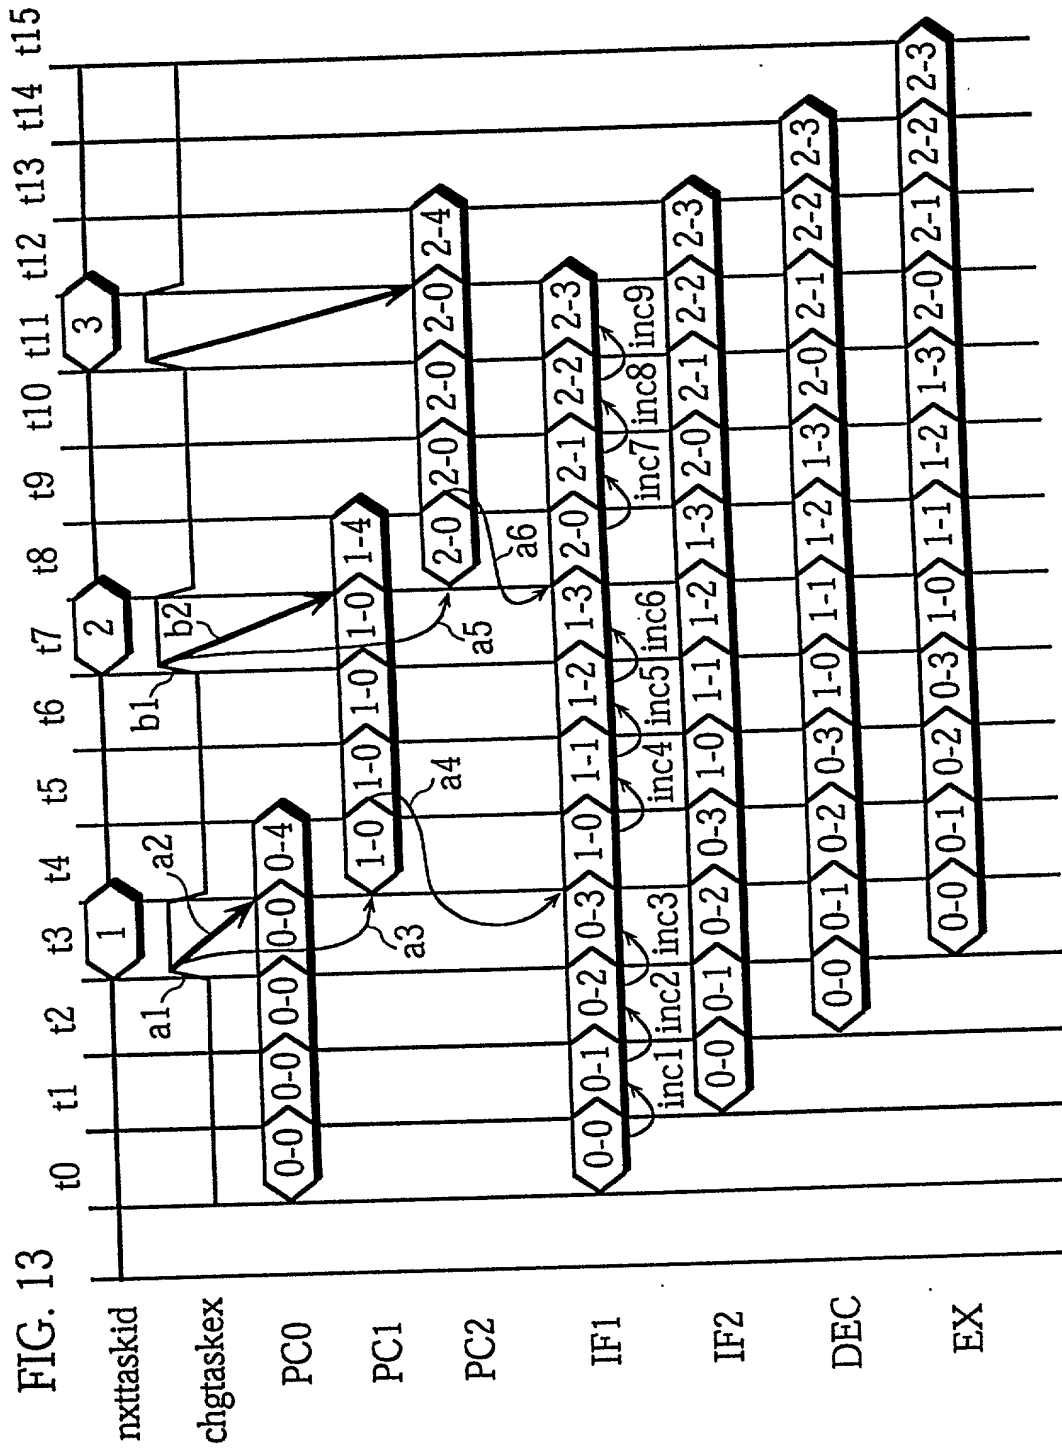 FIG. 13
t0 t1 t2 t3 t4 t5 t6 t7 t8 t9 t10 t11 t12 t13 t14 t15
nxttaskid 1 2 3
a1 a2 b1 b2
chgtaskex
PC0 0-0 0-0 0-0 0-0 0-4
PC1 1-0 1-0 1-0 1-0 1-4
a3 a4 a5 a6
PC2 2-0 2-0 2-0 2-0 2-4
IF1 0-0 0-1 0-2 0-3 1-0 1-1 1-2 1-3 2-0 2-1 2-2 2-3
inc1 inc2 inc3 inc4 inc5 inc6 inc7 inc8 inc9
IF2 0-0 0-1 0-2 0-3 1-0 1-1 1-2 1-3 2-0 2-1 2-2 2-3
DEC 0-0 0-1 0-2 0-3 1-0 1-1 1-2 1-3 2-0 2-1 2-2 2-3
EX 0-0 0-1 0-2 0-3 1-0 1-1 1-2 1-3 2-0 2-1 2-2 2-3